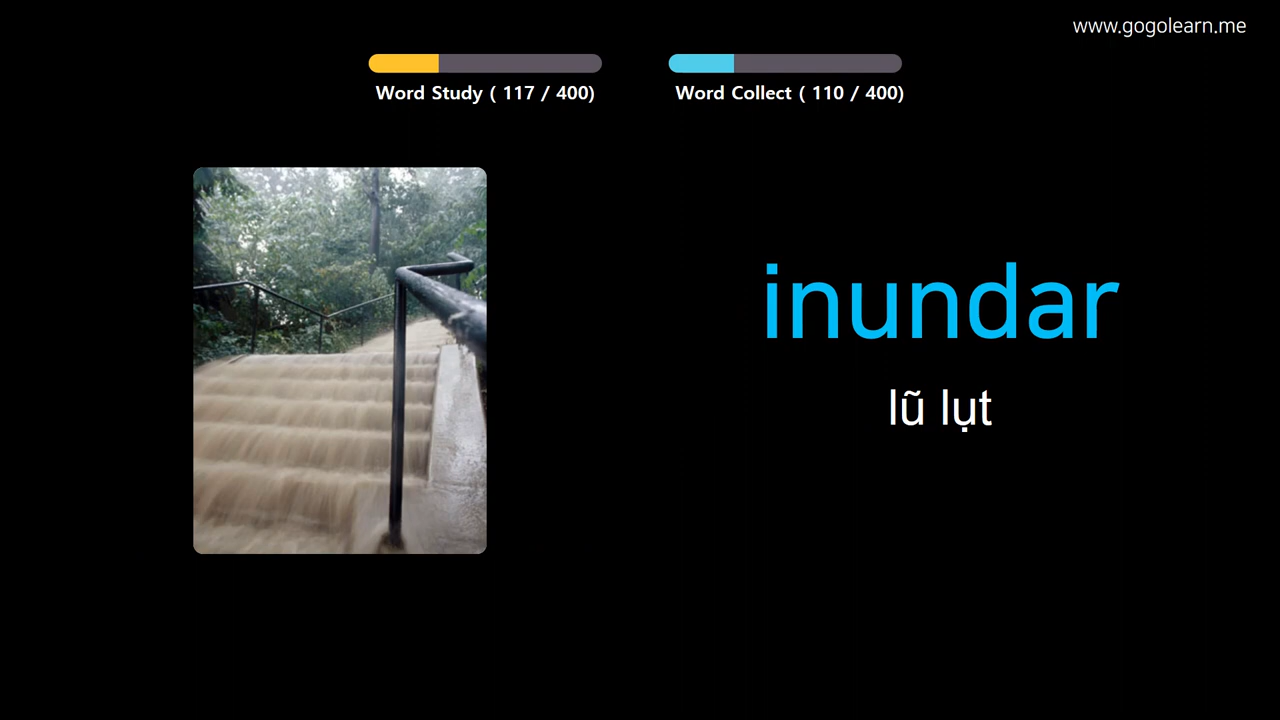 www.gogolearn.me
Word Study ( 117 / 400)
Word Collect ( 110 / 400)
inundar
lũ lụt